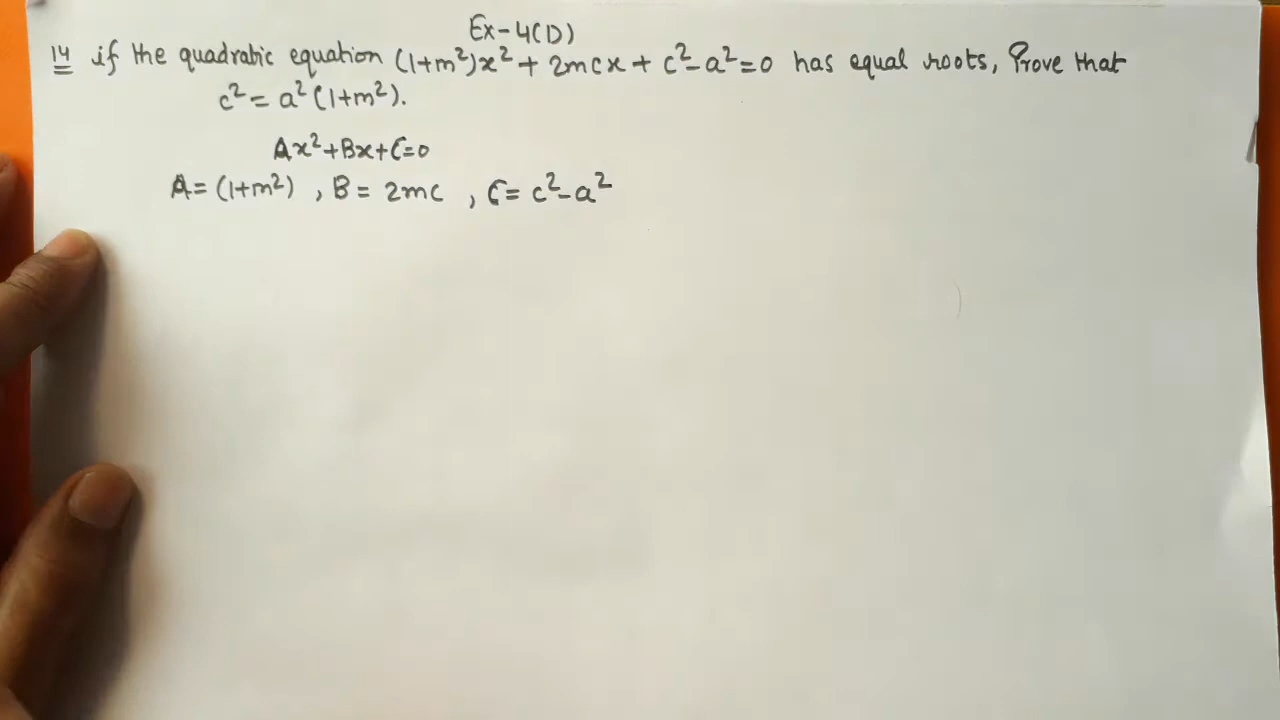 Ex-4(D)
14 if the quadratic equation (1+m²)x² + 2mcx + c²-a²=0 has equal roots, Prove that
c² = a²(1+m²).
Ax²+Bx+C=0
A=(1+m²) , B= 2mc , C= c²-a²